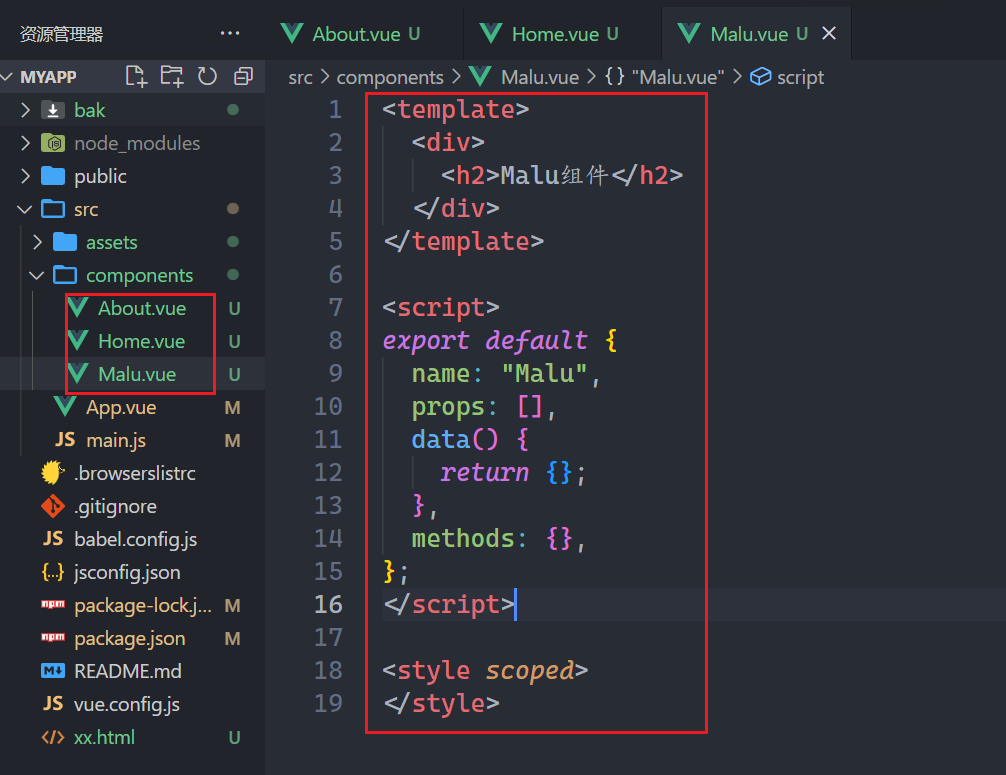 资源管理器 ··· About.vue U Home.vue U Malu.vue U
MYAPP src > components > Malu.vue > {} "Malu.vue" > script
bak
node_modules
public
src
assets
components
About.vue U
Home.vue U
Malu.vue U
App.vue M
JS main.js M
.browserslistrc
.gitignore
JS babel.config.js
{..} jsconfig.json
npm package-lock.j... M
npm package.json M
M README.md
JS vue.config.js
</> xx.html U
1 <template>
2 <div>
3 <h2>Malu组件</h2>
4 </div>
5 </template>
6
7 <script>
8 export default {
9 name: "Malu",
10 props: [],
11 data() {
12 return {};
13 },
14 methods: {},
15 };
16 </script>
17
18 <style scoped>
19 </style>